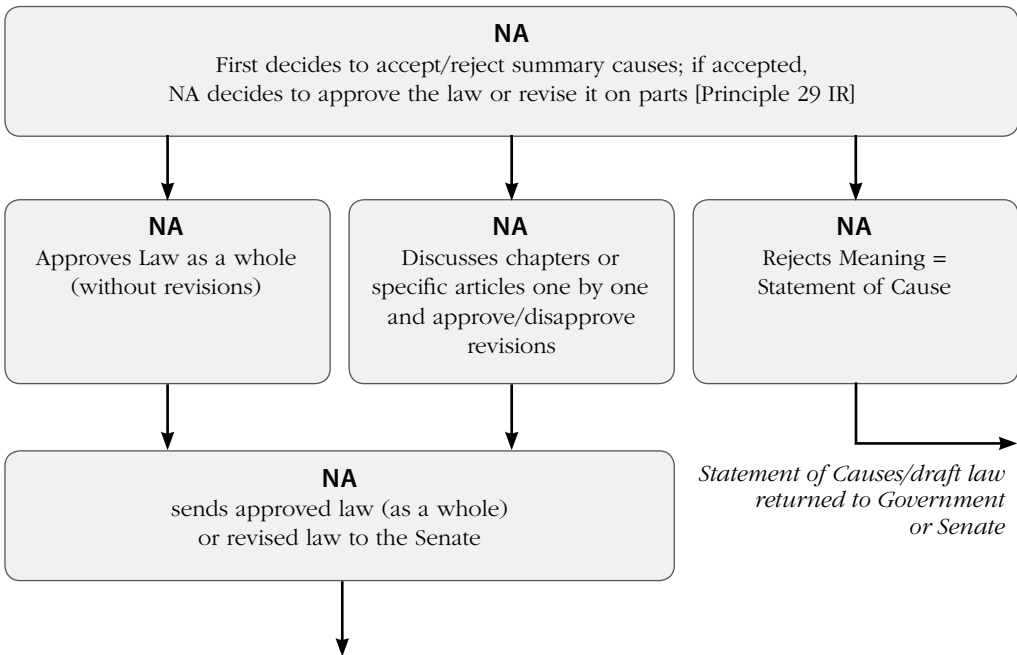 NA
First decides to accept/reject summary causes; if accepted,
NA decides to approve the law or revise it on parts [Principle 29 IR]
NA
Approves Law as a whole
(without revisions)
NA
Discusses chapters or
specific articles one by one
and approve/disapprove
revisions
NA
Rejects Meaning =
Statement of Cause
NA
sends approved law (as a whole)
or revised law to the Senate
Statement of Causes/draft law
returned to Government
or Senate